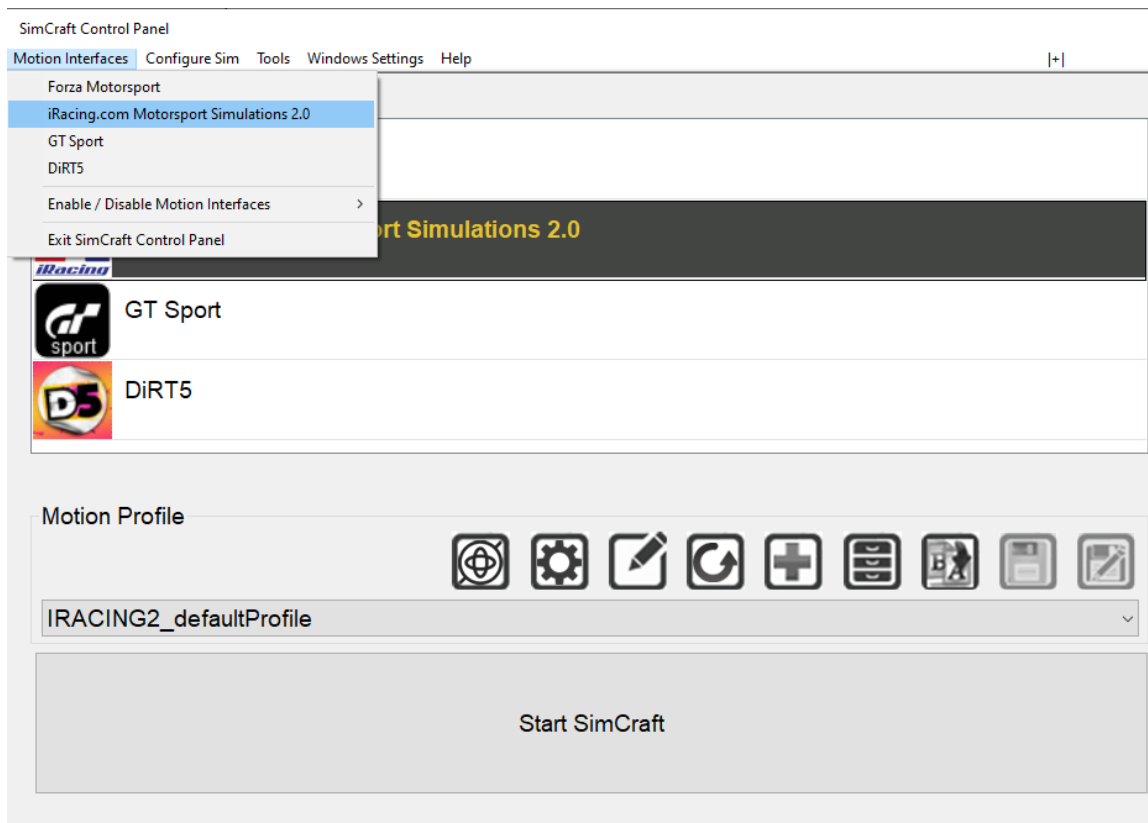 SimCraft Control Panel
Motion Interfaces Configure Sim Tools Windows Settings Help |+|
Forza Motorsport
iRacing.com Motorsport Simulations 2.0
GT Sport
DiRT5
Enable / Disable Motion Interfaces >
Exit SimCraft Control Panel
rt Simulations 2.0
iRacing
GT Sport
GT
sport
DiRT5
D5
Motion Profile
B A
IRACING2_defaultProfile
Start SimCraft